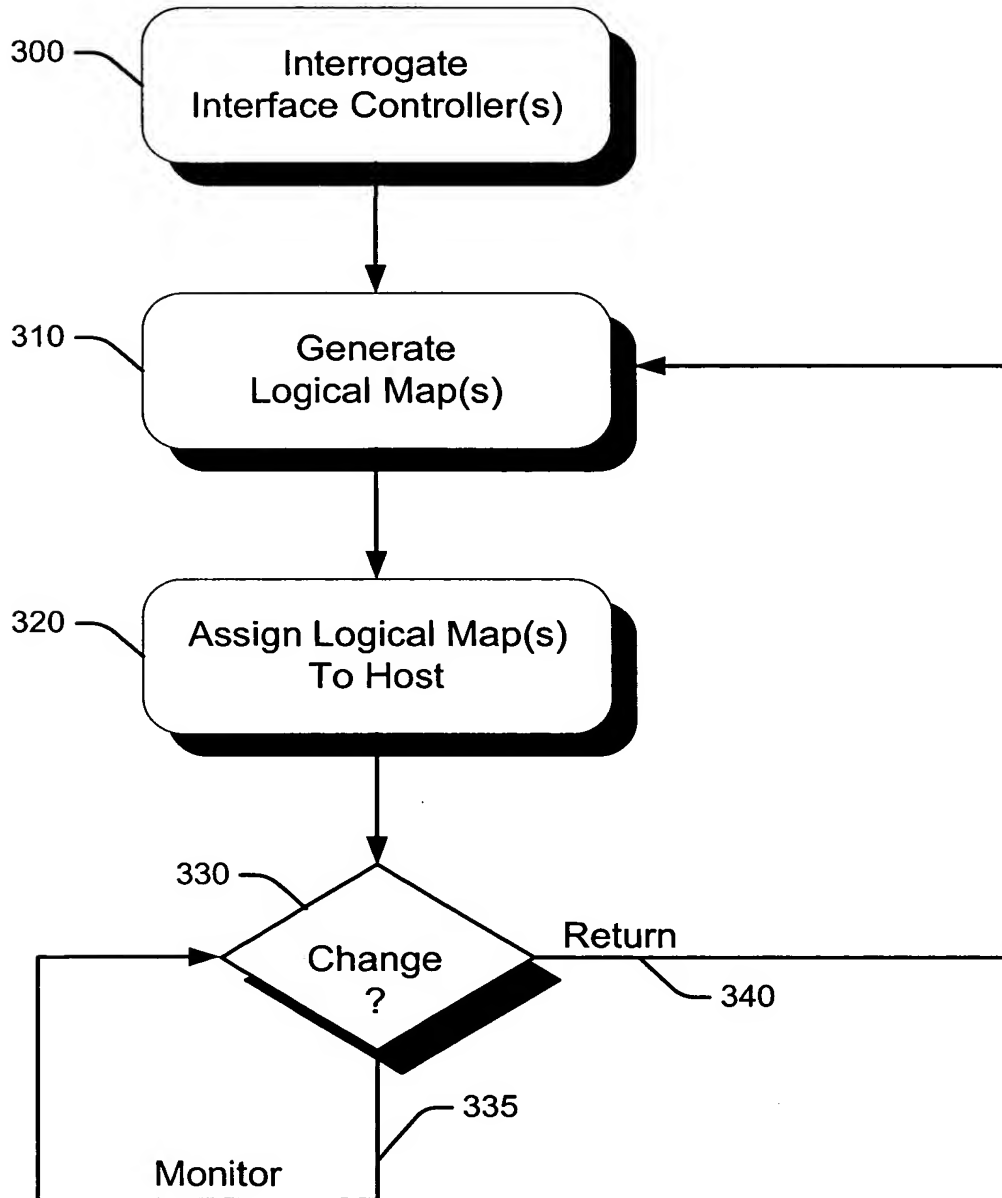 300
Interrogate
Interface Controller(s)
310
Generate
Logical Map(s)
320
Assign Logical Map(s)
To Host
330
Change
?
Return
340
335
Monitor